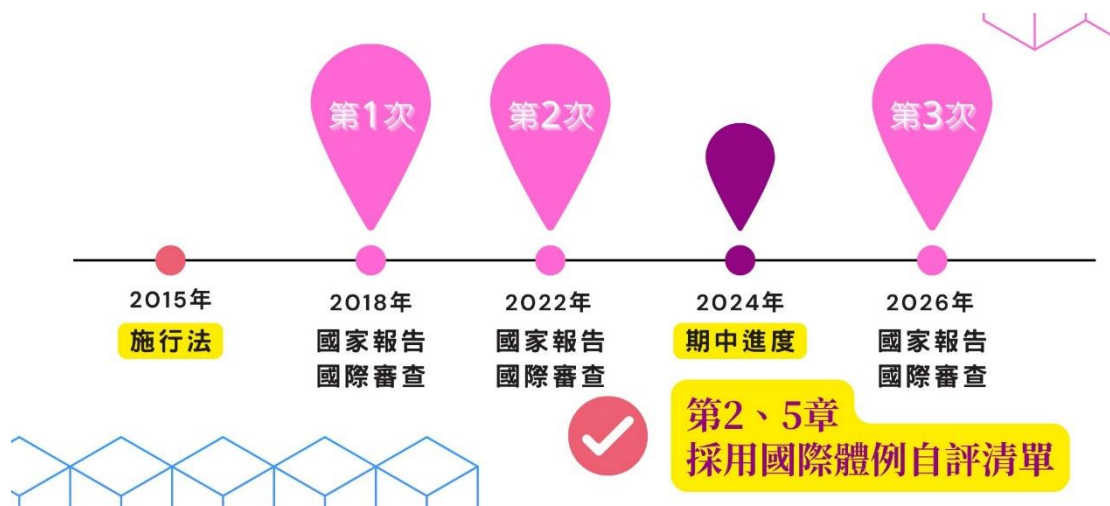 第1次
第2次
第3次
2015年
施行法
2018年
國家報告
國際審查
2022年
國家報告
國際審查
2024年
期中進度
2026年
國家報告
國際審查
第2、5章
採用國際體例自評清單